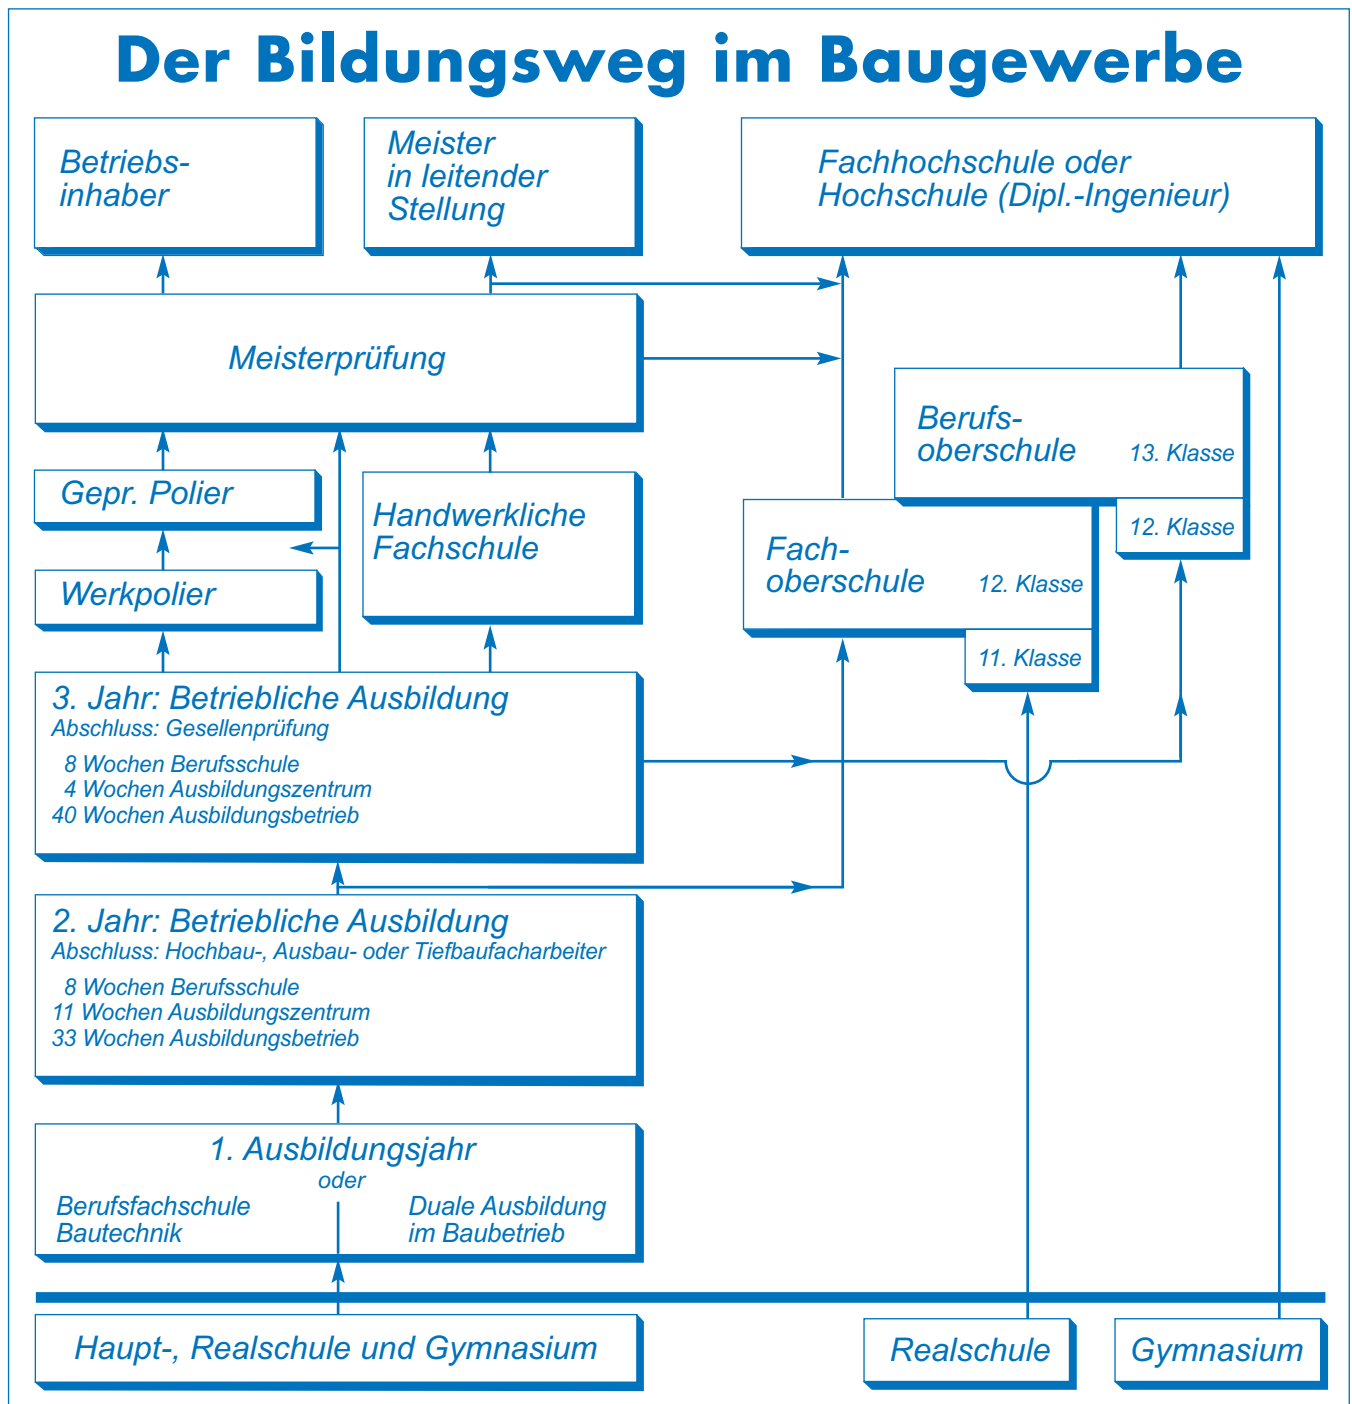 Der Bildungsweg im Baugewerbe
Betriebs-
inhaber
Meister
in leitender
Stellung
Fachhochschule oder
Hochschule (Dipl.-Ingenieur)
Meisterprüfung
Berufs-
oberschule
13. Klasse
12. Klasse
Gepr. Polier
Handwerkliche
Fachschule
Fach-
oberschule
12. Klasse
11. Klasse
Werkpolier
3. Jahr: Betriebliche Ausbildung
Abschluss: Gesellenprüfung
8 Wochen Berufsschule
4 Wochen Ausbildungszentrum
40 Wochen Ausbildungsbetrieb
2. Jahr: Betriebliche Ausbildung
Abschluss: Hochbau-, Ausbau- oder Tiefbaufacharbeiter
8 Wochen Berufsschule
11 Wochen Ausbildungszentrum
33 Wochen Ausbildungsbetrieb
1. Ausbildungsjahr
oder
Berufsfachschule
Bautechnik
Duale Ausbildung
im Baubetrieb
Haupt-, Realschule und Gymnasium
Realschule
Gymnasium